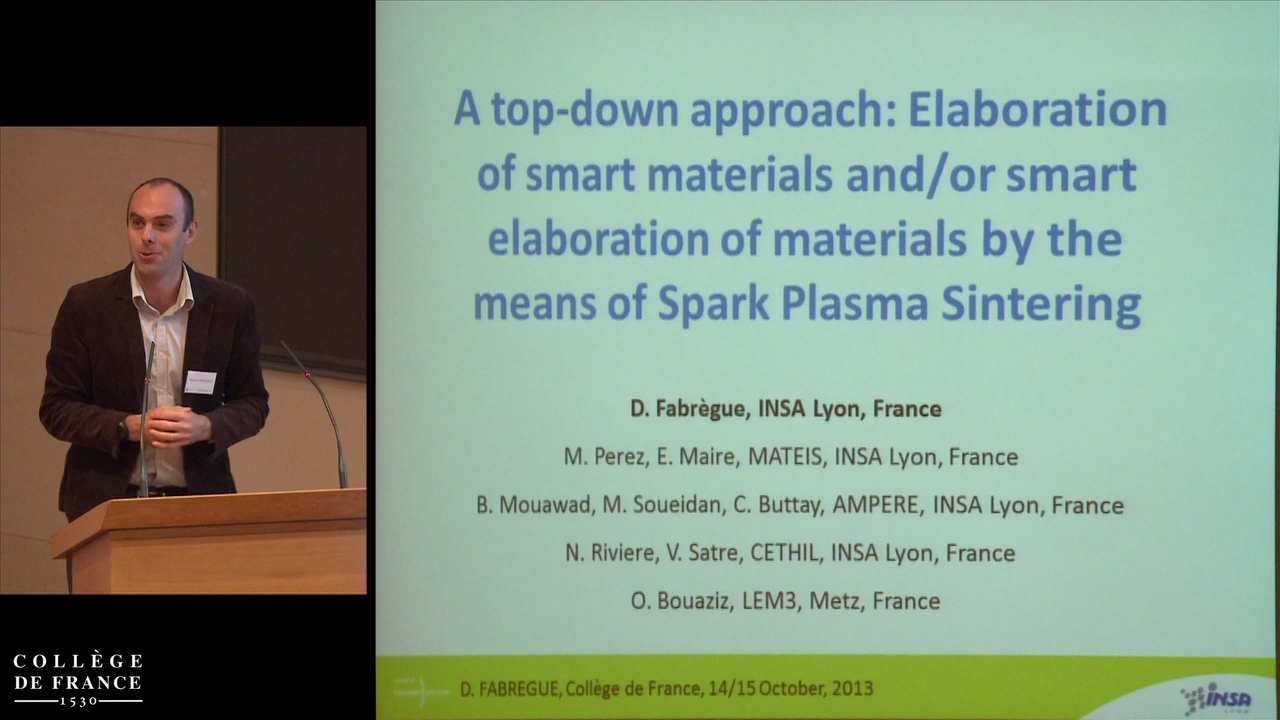 A top-down approach: Elaboration
of smart materials and/or smart
elaboration of materials by the
means of Spark Plasma Sintering
D. Fabrègue, INSA Lyon, France
M. Perez, E. Maire, MATEIS, INSA Lyon, France
B. Mouawad, M. Soueidan, C. Buttay, AMPERE, INSA Lyon, France
N. Riviere, V. Satre, CETHIL, INSA Lyon, France
O. Bouaziz, LEM3, Metz, France
D. FABREGUE, Collège de France, 14/15 October, 2013
INSA
LYON
COLLÈGE
DE FRANCE
1530